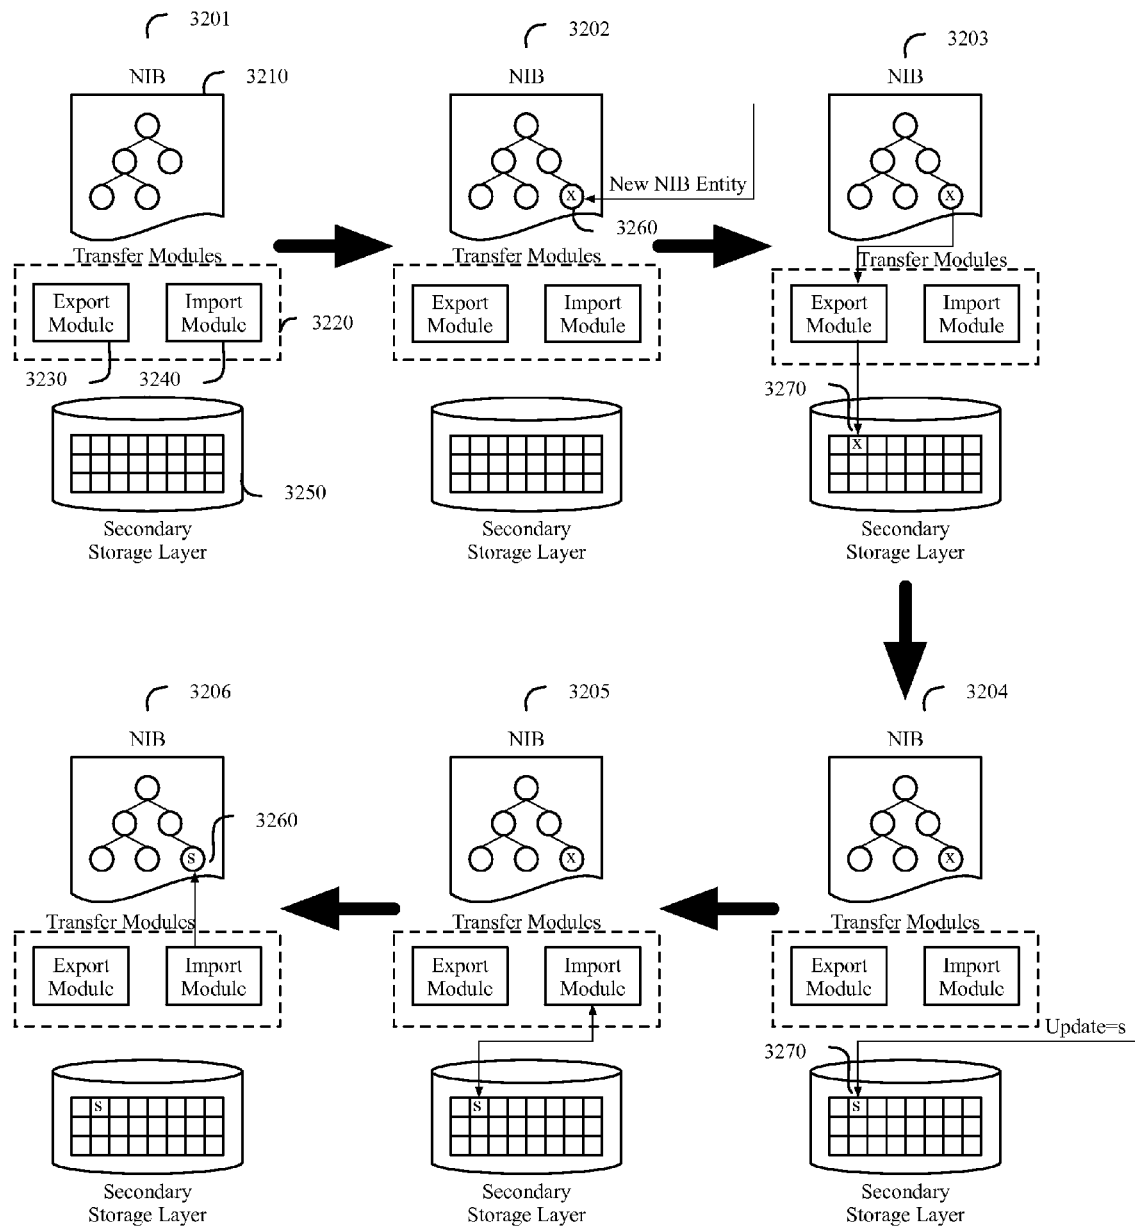 3201
NIB
3210
Transfer Modules
Export
Module
Import
Module
3220
3230
3240
3250
Secondary
Storage Layer
3202
NIB
New NIB Entity
x
3260
Transfer Modules
Export
Module
Import
Module
Secondary
Storage Layer
3203
NIB
x
Transfer Modules
Export
Module
Import
Module
3270
x
Secondary
Storage Layer
3206
NIB
3260
s
Transfer Modules
Export
Module
Import
Module
s
Secondary
Storage Layer
3205
NIB
x
Transfer Modules
Export
Module
Import
Module
s
Secondary
Storage Layer
3204
NIB
x
Transfer Modules
Export
Module
Import
Module
Update=s
3270
s
Secondary
Storage Layer